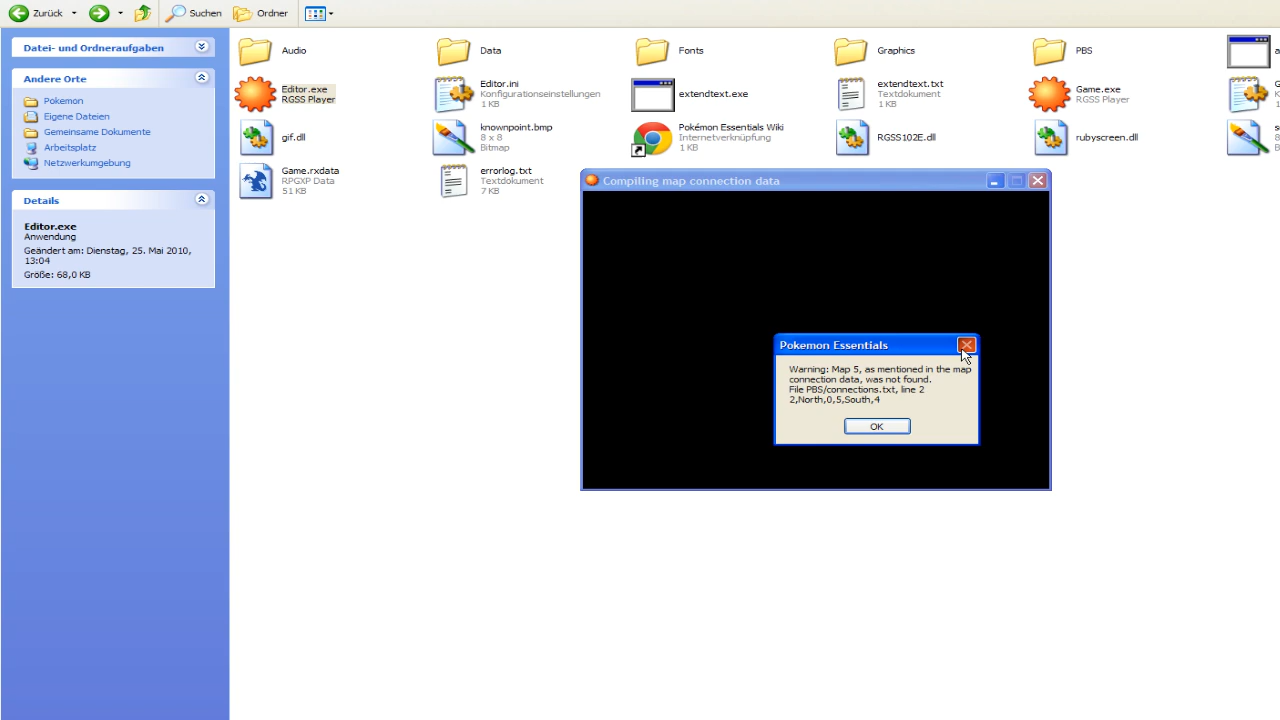 Zurück
Suchen
Ordner
Datei- und Ordneraufgaben
Andere Orte
Pokemon
Eigene Dateien
Gemeinsame Dokumente
Arbeitsplatz
Netzwerkumgebung
Details
Editor.exe
Anwendung
Geändert am: Dienstag, 25. Mai 2010,
13:04
Größe: 68,0 KB
Audio
Data
Fonts
Graphics
PBS
Editor.exe
RGSS Player
Editor.ini
Konfigurationseinstellungen
1 KB
extendtext.exe
extendtext.txt
Textdokument
1 KB
Game.exe
RGSS Player
gif.dll
knownpoint.bmp
8 x 8
Bitmap
Pokémon Essentials Wiki
Internetverknüpfung
1 KB
RGSS102E.dll
rubyscreen.dll
Game.rxdata
RPGXP Data
51 KB
errorlog.txt
Textdokument
7 KB
Compiling map connection data
Pokemon Essentials
Warning: Map 5, as mentioned in the map
connection data, was not found.
File PBS/connections.txt, line 2
2,North,0,5,South,4
OK